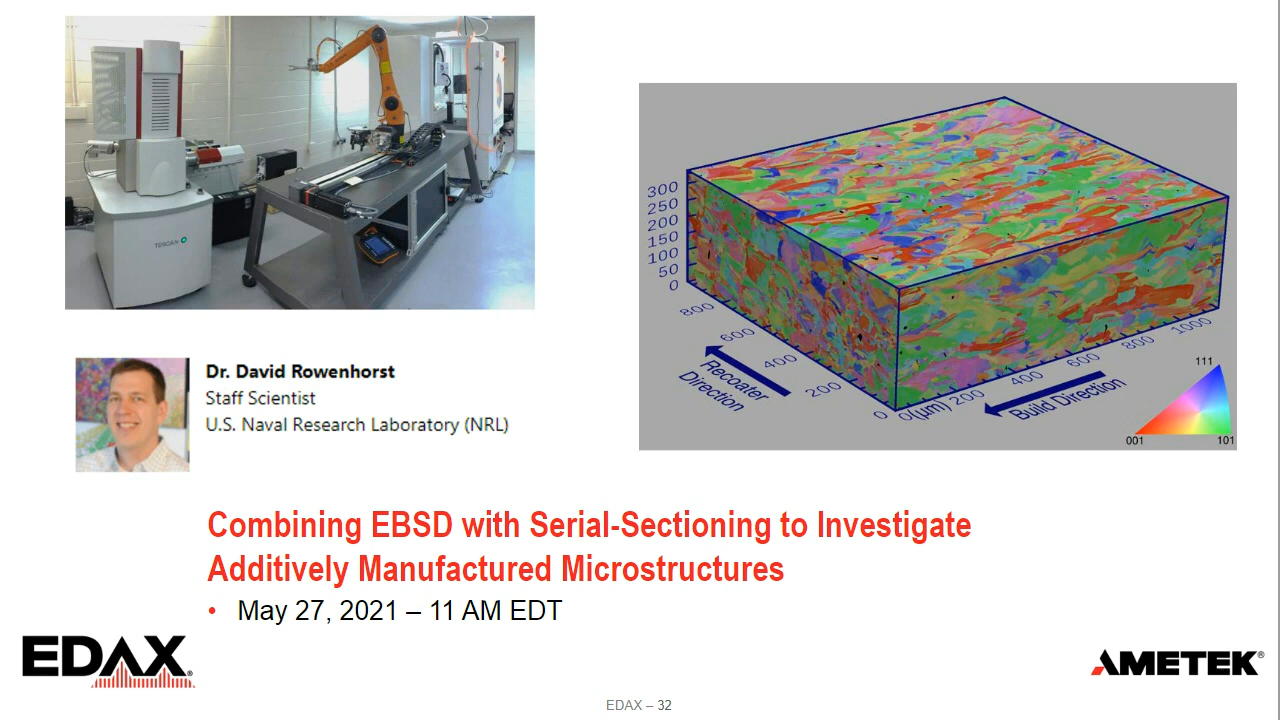 TESCAN
300
250
200
150
100
50
0
800
600
400
200
0
0(μm)
200
400
600
800
1000
Recoater
Direction
Build Direction
111
001
101
Dr. David Rowenhorst
Staff Scientist
U.S. Naval Research Laboratory (NRL)
Combining EBSD with Serial-Sectioning to Investigate
Additively Manufactured Microstructures
• May 27, 2021 – 11 AM EDT
EDAX.
AMETEK®
EDAX – 32